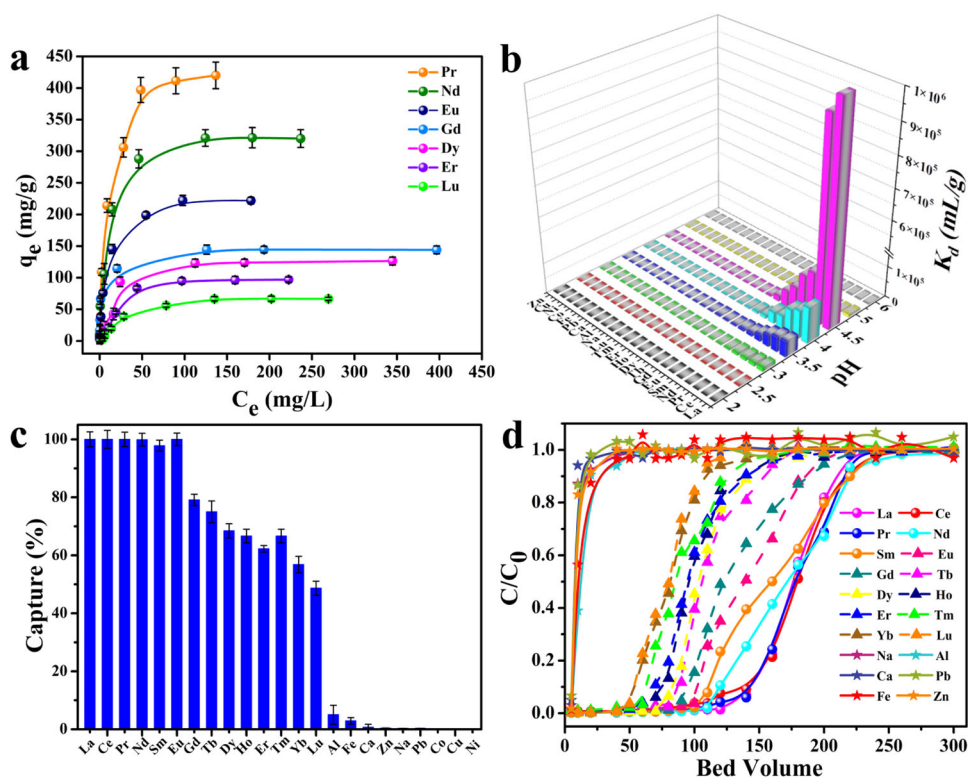 a
450
400
350
300
250
200
150
100
50
0
qe (mg/g)
0 50 100 150 200 250 300 350 400 450
Ce (mg/L)
Pr
Nd
Eu
Gd
Dy
Er
Lu
b
1×10⁶
9×10⁵
8×10⁵
7×10⁵
6×10⁵
1×10⁵
0
Kd (mL/g)
6
5
4.5
4
3.5
3
2.5
2
pH
c
100
80
60
40
20
0
Capture (%)
La Ce Pr Nd Sm Eu Gd Tb Dy Ho Er Tm Yb Lu Al Fe Ca Zn Na Pb Co Cu Ni
d
1.0
0.8
0.6
0.4
0.2
0.0
C/C0
0 50 100 150 200 250 300
Bed Volume
La Ce
Pr Nd
Sm Eu
Gd Tb
Dy Ho
Er Tm
Yb Lu
Na Al
Ca Pb
Fe Zn